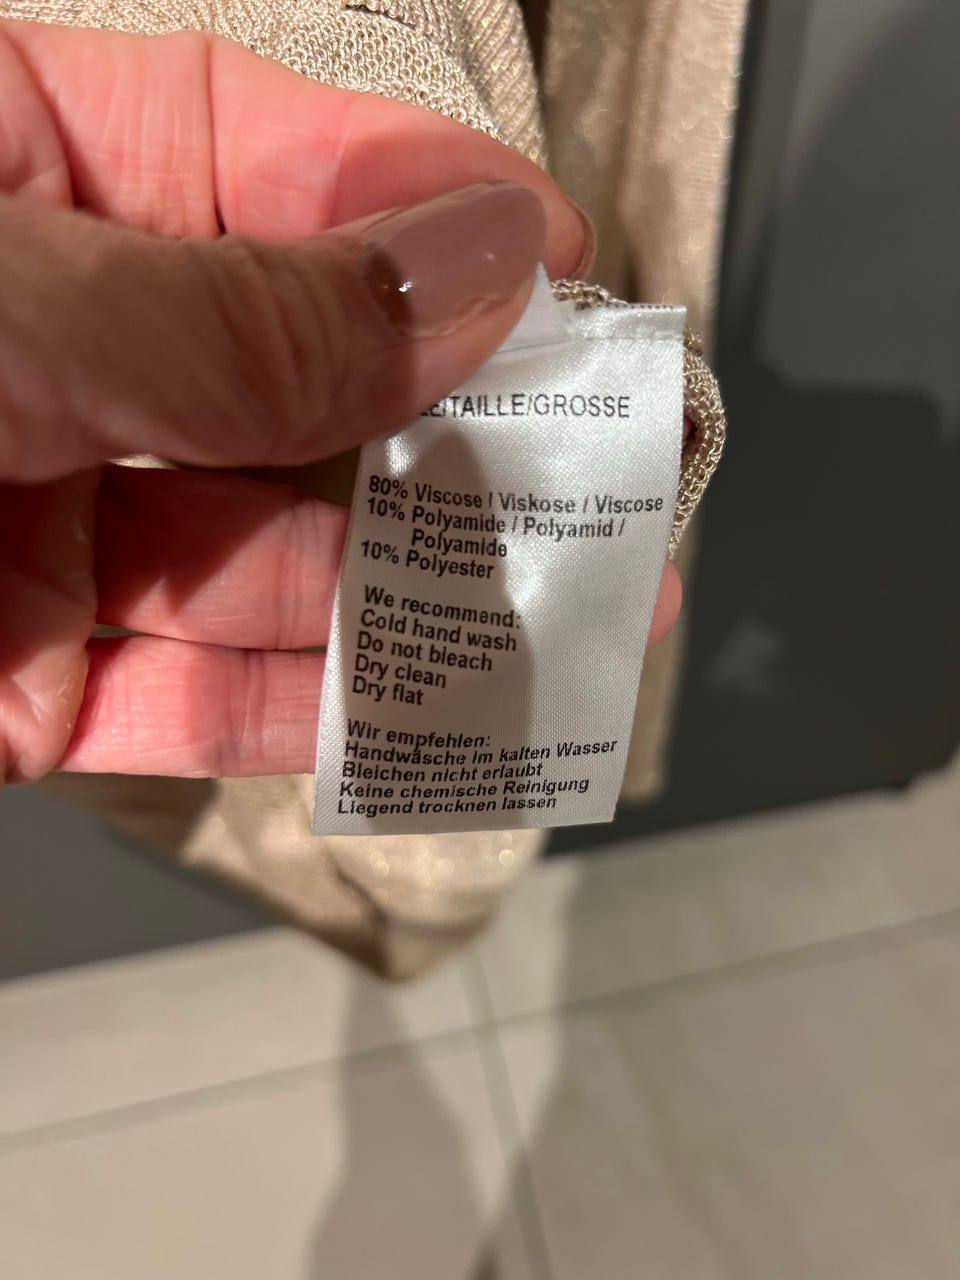 /TAILLE/GROSSE
80% Viscose / Viskose / Viscose
10% Polyamide / Polyamid /
Polyamide
10% Polyester
We recommend:
Cold hand wash
Do not bleach
Dry clean
Dry flat
Wir empfehlen:
Handwäsche im kalten Wasser
Bleichen nicht erlaubt
Keine chemische Reinigung
Liegend trocknen lassen